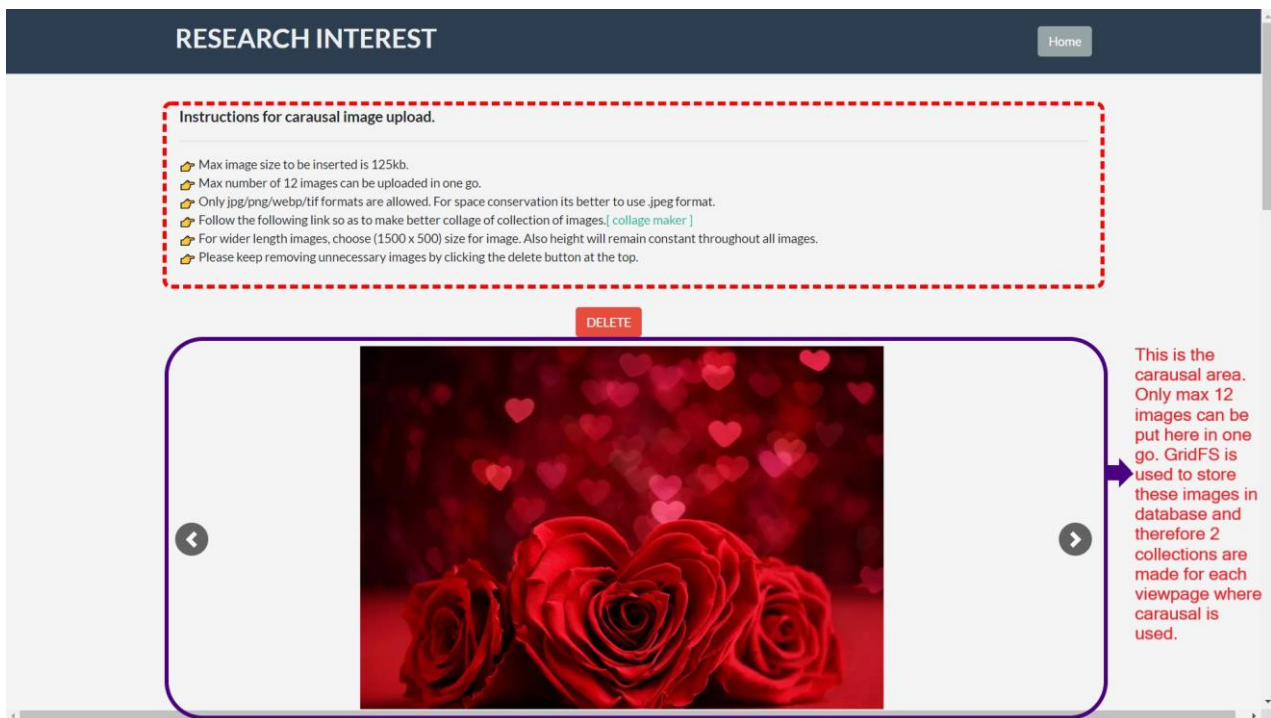 RESEARCH INTEREST
Home
Instructions for carausal image upload.
Max image size to be inserted is 125kb.
Max number of 12 images can be uploaded in one go.
Only jpg/png/webp/tif formats are allowed. For space conservation its better to use .jpeg format.
Follow the following link so as to make better collage of collection of images.[ collage maker ]
For wider length images, choose (1500 x 500) size for image. Also height will remain constant throughout all images.
Please keep removing unnecessary images by clicking the delete button at the top.
DELETE
This is the
carausal area.
Only max 12
images can be
put here in one
go. GridFS is
used to store
these images in
database and
therefore 2
collections are
made for each
viewpage where
carausal is
used.